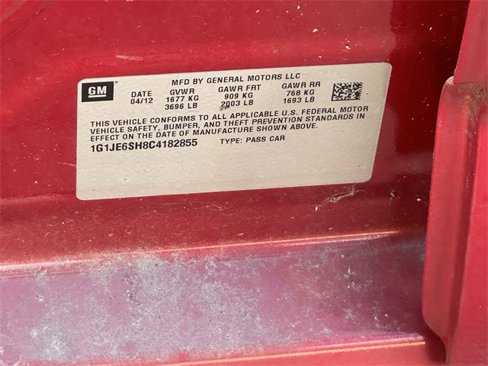 GM
MFD BY GENERAL MOTORS LLC
DATE GVWR GAWR FRT GAWR RR
04/12 1677 KG 909 KG 768 KG
3696 LB 2003 LB 1693 LB
THIS VEHICLE CONFORMS TO ALL APPLICABLE U.S. FEDERAL MOTOR
VEHICLE SAFETY, BUMPER, AND THEFT PREVENTION STANDARDS IN
EFFECT ON THE DATE OF MANUFACTURE SHOWN ABOVE.
1G1JE6SH8C4182855 TYPE: PASS CAR